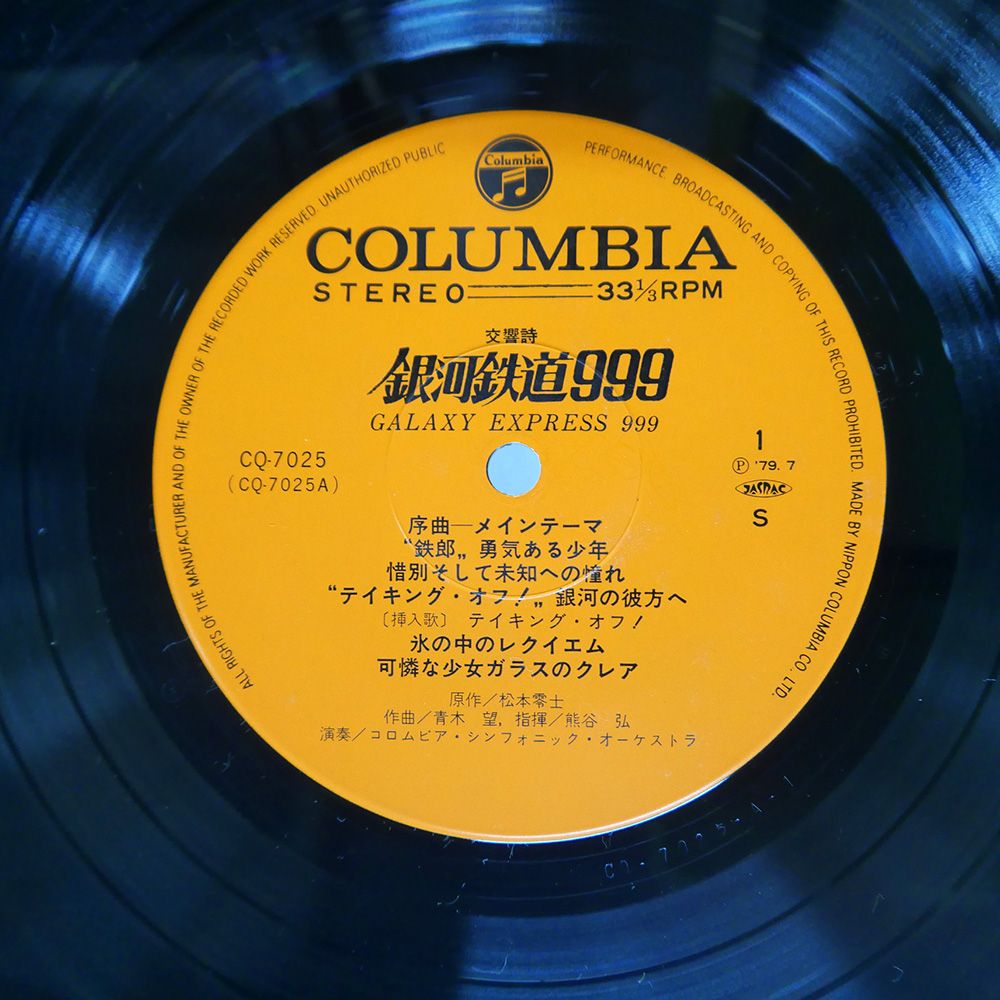 Columbia
ALL RIGHTS OF THE MANUFACTURER AND OF THE OWNER OF THE RECORDED WORK RESERVED. UNAUTHORIZED PUBLIC PERFORMANCE. BROADCASTING AND COPYING OF THIS RECORD PROHIBITED. MADE BY NIPPON COLUMBIA CO. LTD.
COLUMBIA
STEREO 33⅓RPM
交響詩
銀河鉄道999
GALAXY EXPRESS 999
CQ-7025
(CQ-7025A)
1
Ⓟ '79. 7
JASRAC
S
序曲—メインテーマ
“鉄郎„ 勇気ある少年
惜別そして未知への憧れ
“テイキング・オフ!„ 銀河の彼方へ
〔挿入歌〕 テイキング・オフ!
氷の中のレクイエム
可憐な少女ガラスのクレア
原作/松本零士
作曲/青木 望, 指揮/熊谷 弘
演奏/コロムビア・シンフォニック・オーケストラ